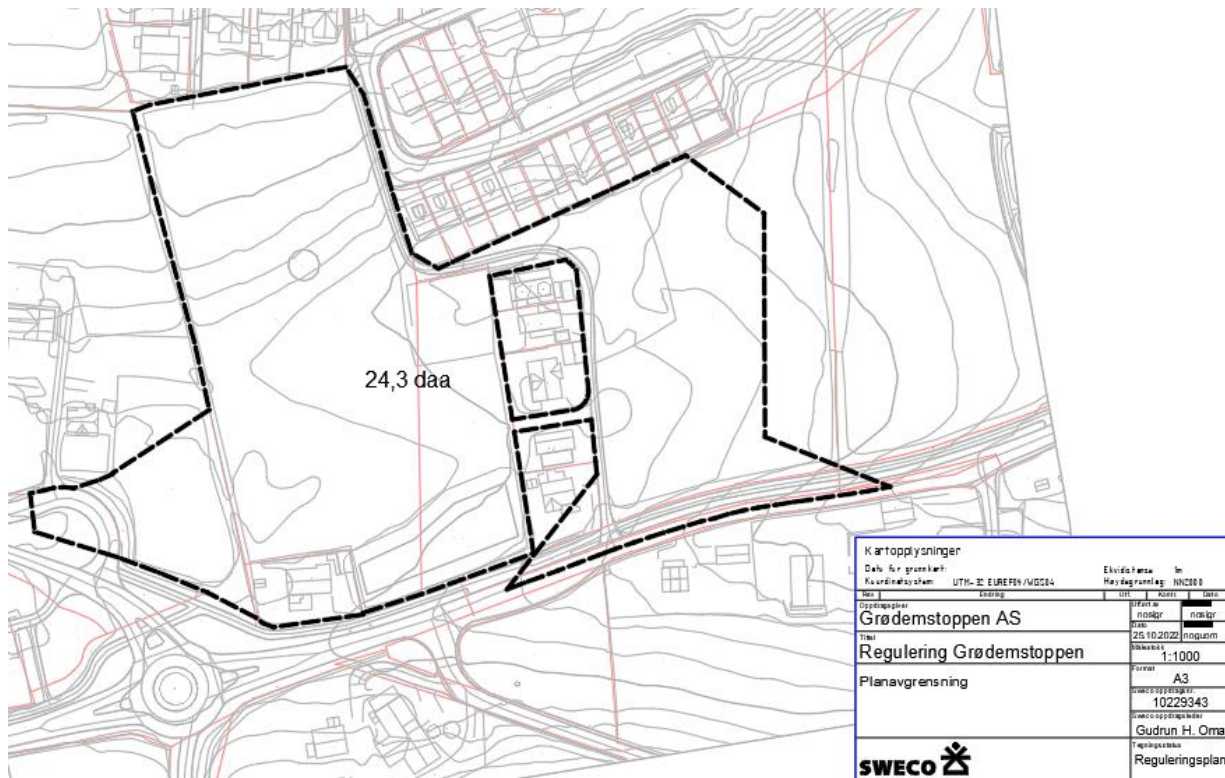 24,3 daa
Kartopplysninger
Dato for grunnkart:
Ekvidistanse 1m
Koordinatsystem: UTM-32 EUREF89/WGS84
Høydegrunnlag: NN2000
Rev Endring Utf. Kontr. Dato
Oppdragsgiver
Grødemstoppen AS
Utført av
noslgr noslgr
Tittel
Regulering Grødemstoppen
Dato
25.10.2022 noguom
Målestokk
1:1000
Planavgrensning
Format
A3
Sweco oppdragsnr.
10229343
Sweco oppdragsleder
Gudrun H. Oma
Tegningsstatus
Reguleringsplan
SWECO